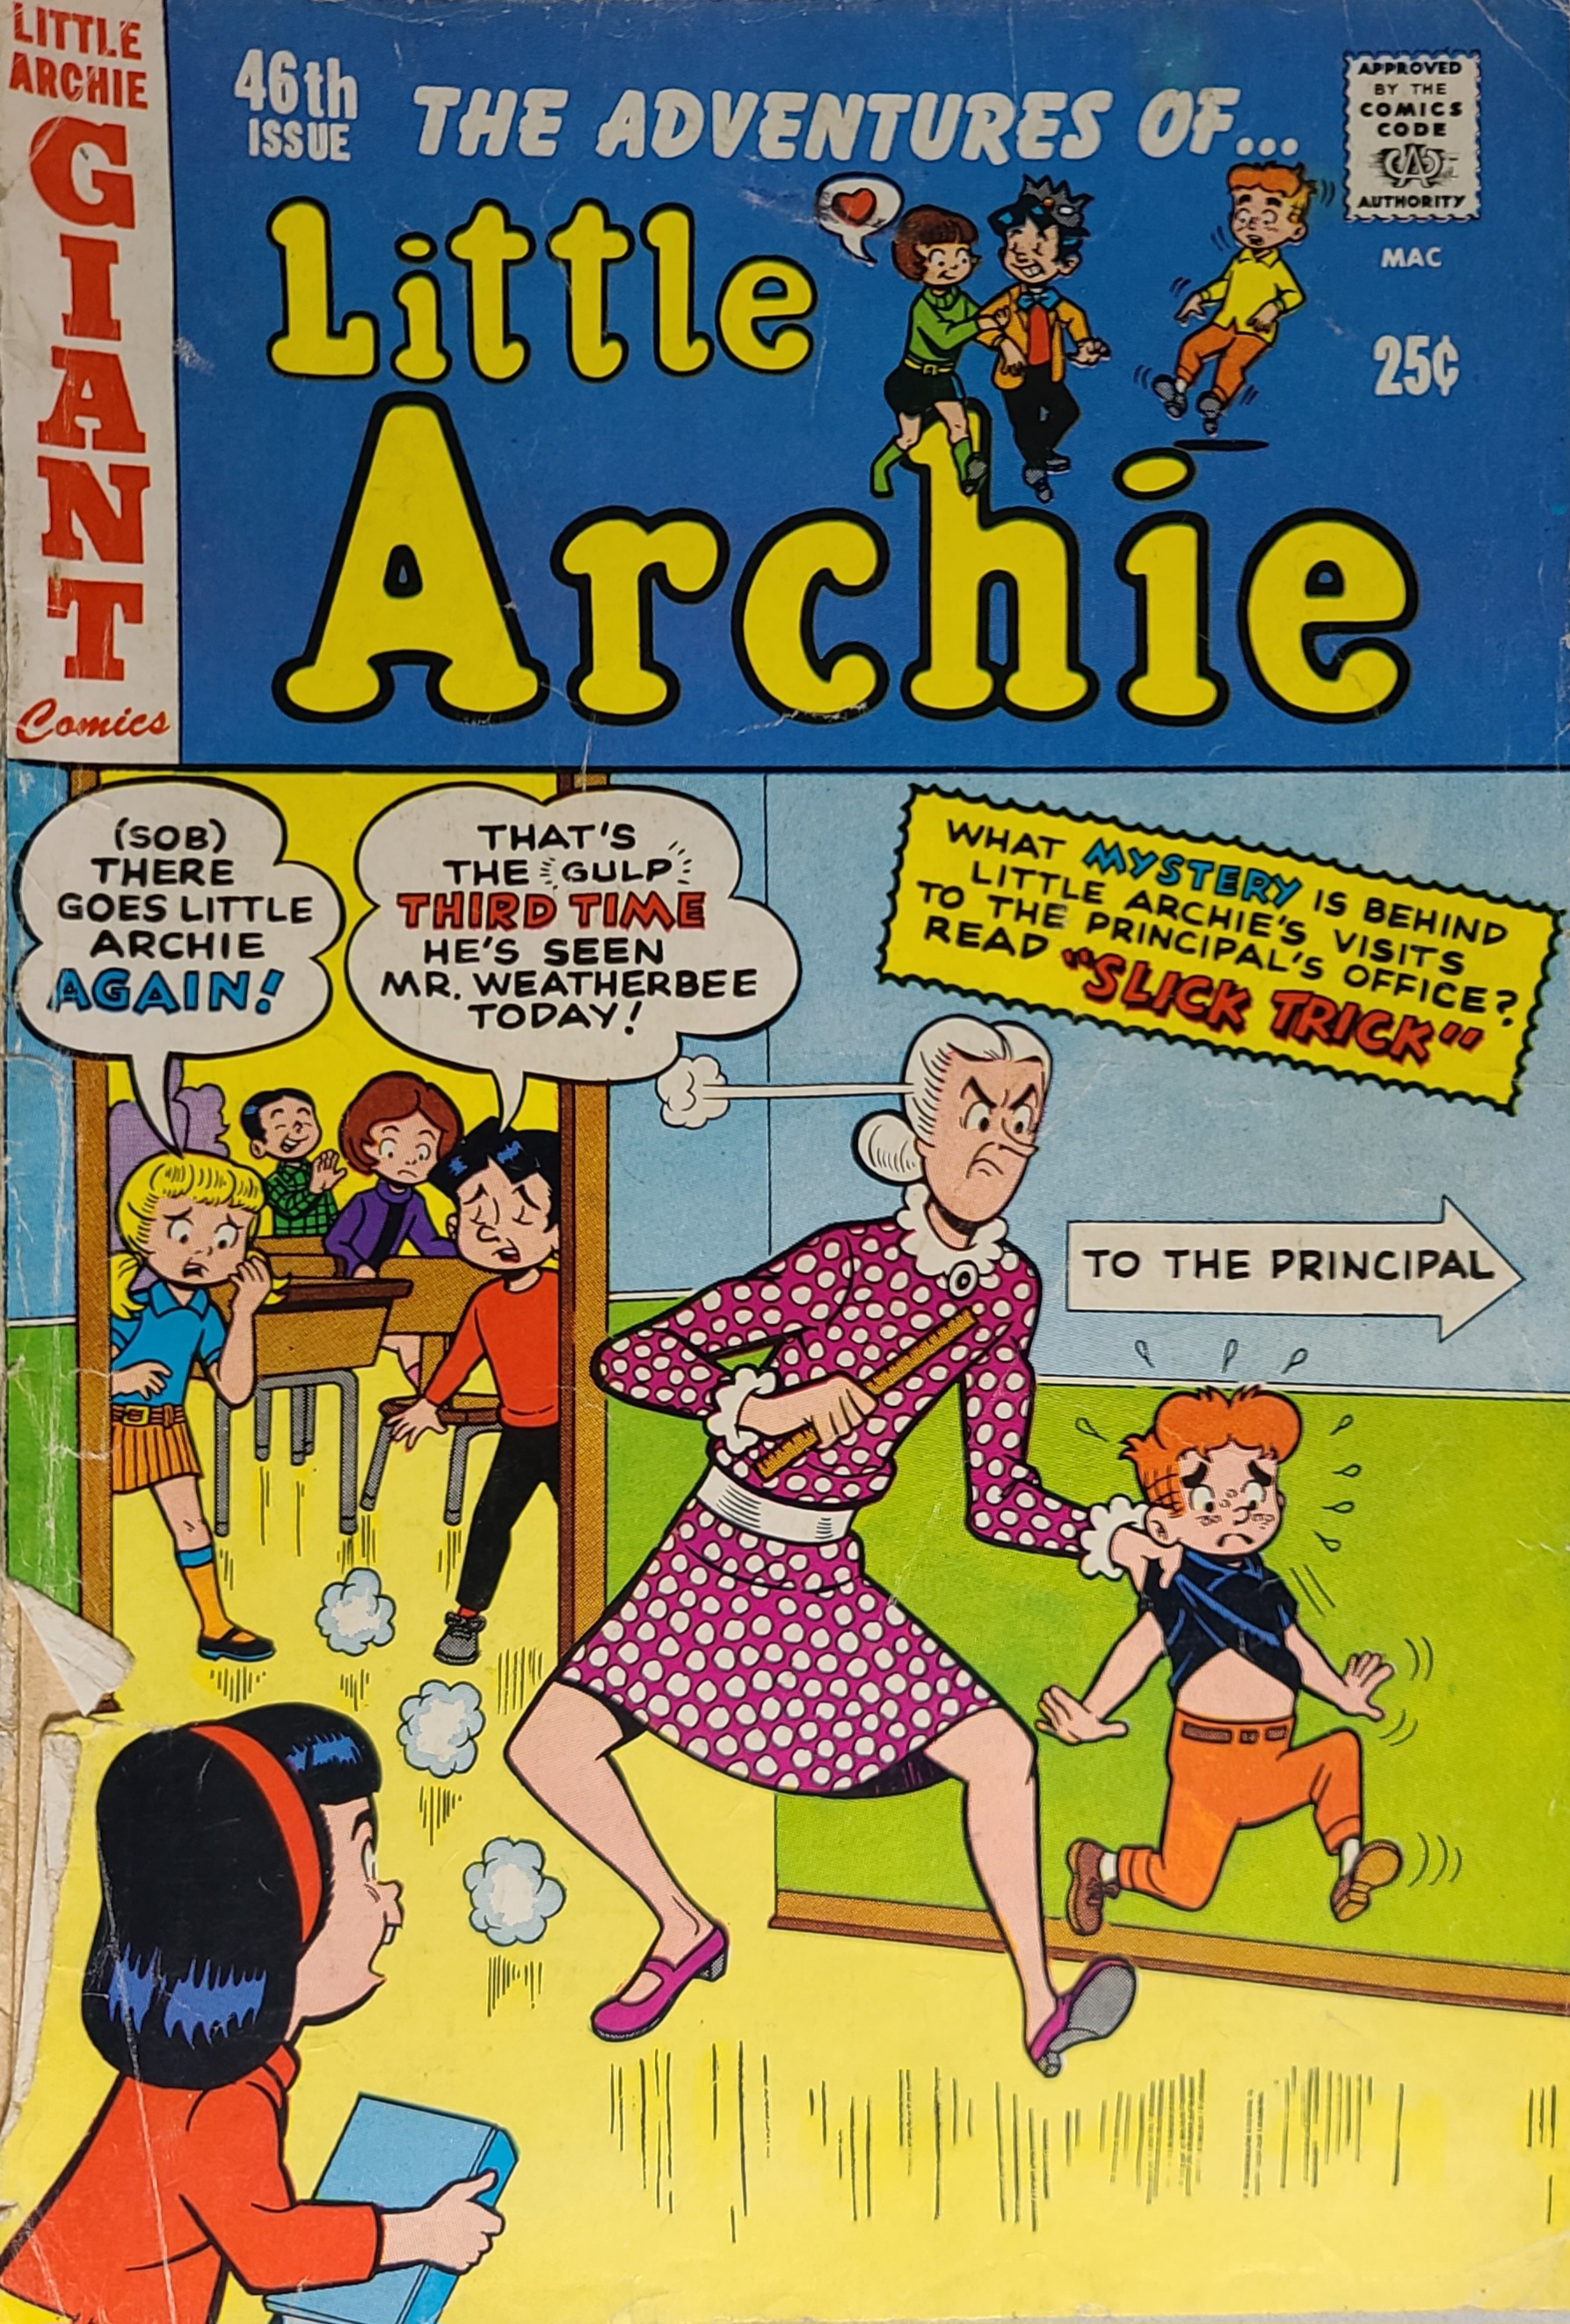 LITTLE
ARCHIE
GIANT
Comics
46th
ISSUE
THE ADVENTURES OF...
Little
Archie
APPROVED
BY THE
COMICS
CODE
CA
AUTHORITY
MAC
25¢
(SOB)
THERE
GOES LITTLE
ARCHIE
AGAIN!
THAT'S
THE GULP
THIRD TIME
HE'S SEEN
MR. WEATHERBEE
TODAY!
WHAT MYSTERY IS BEHIND
LITTLE ARCHIE'S VISITS
TO THE PRINCIPAL'S OFFICE?
READ "SLICK TRICK"
TO THE PRINCIPAL